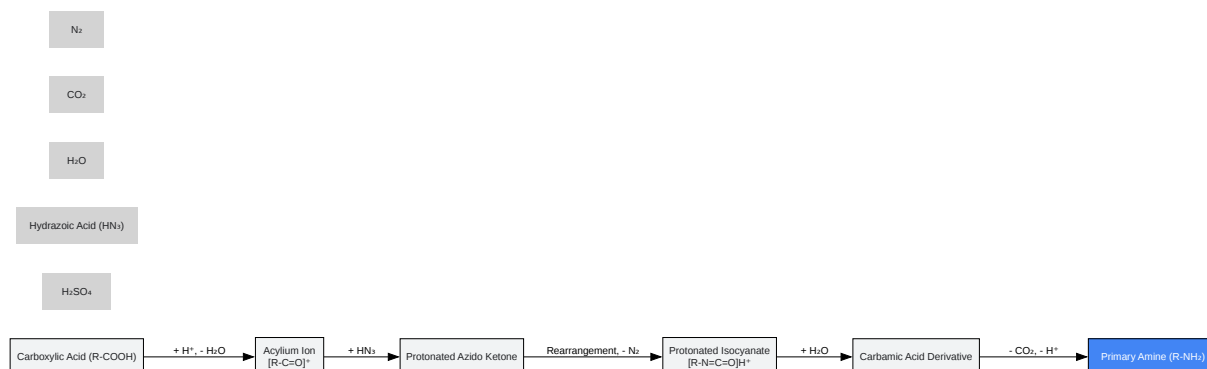 N₂
CO₂
H₂O
Hydrazoic Acid (HN₃)
H₂SO₄
Carboxylic Acid (R-COOH)
+ H⁺, - H₂O
Acylium Ion
[R-C=O]⁺
+ HN₃
Protonated Azido Ketone
Rearrangement, - N₂
Protonated Isocyanate
[R-N=C=O]H⁺
+ H₂O
Carbamic Acid Derivative
- CO₂, - H⁺
Primary Amine (R-NH₂)